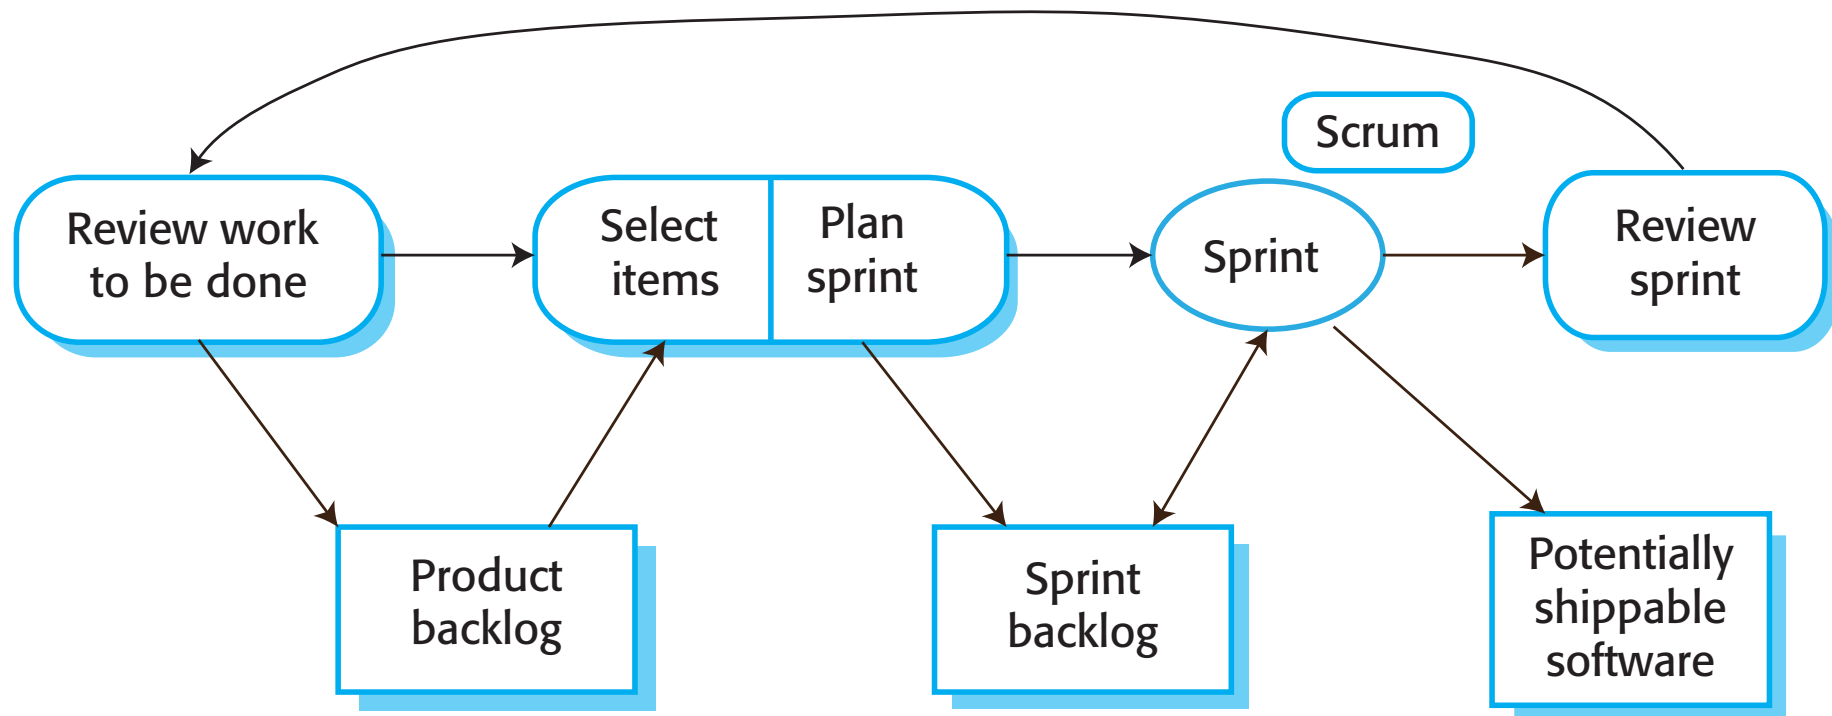 Scrum
Review work
to be done
Select
items
Plan
sprint
Sprint
Review
sprint
Product
backlog
Sprint
backlog
Potentially
shippable
software